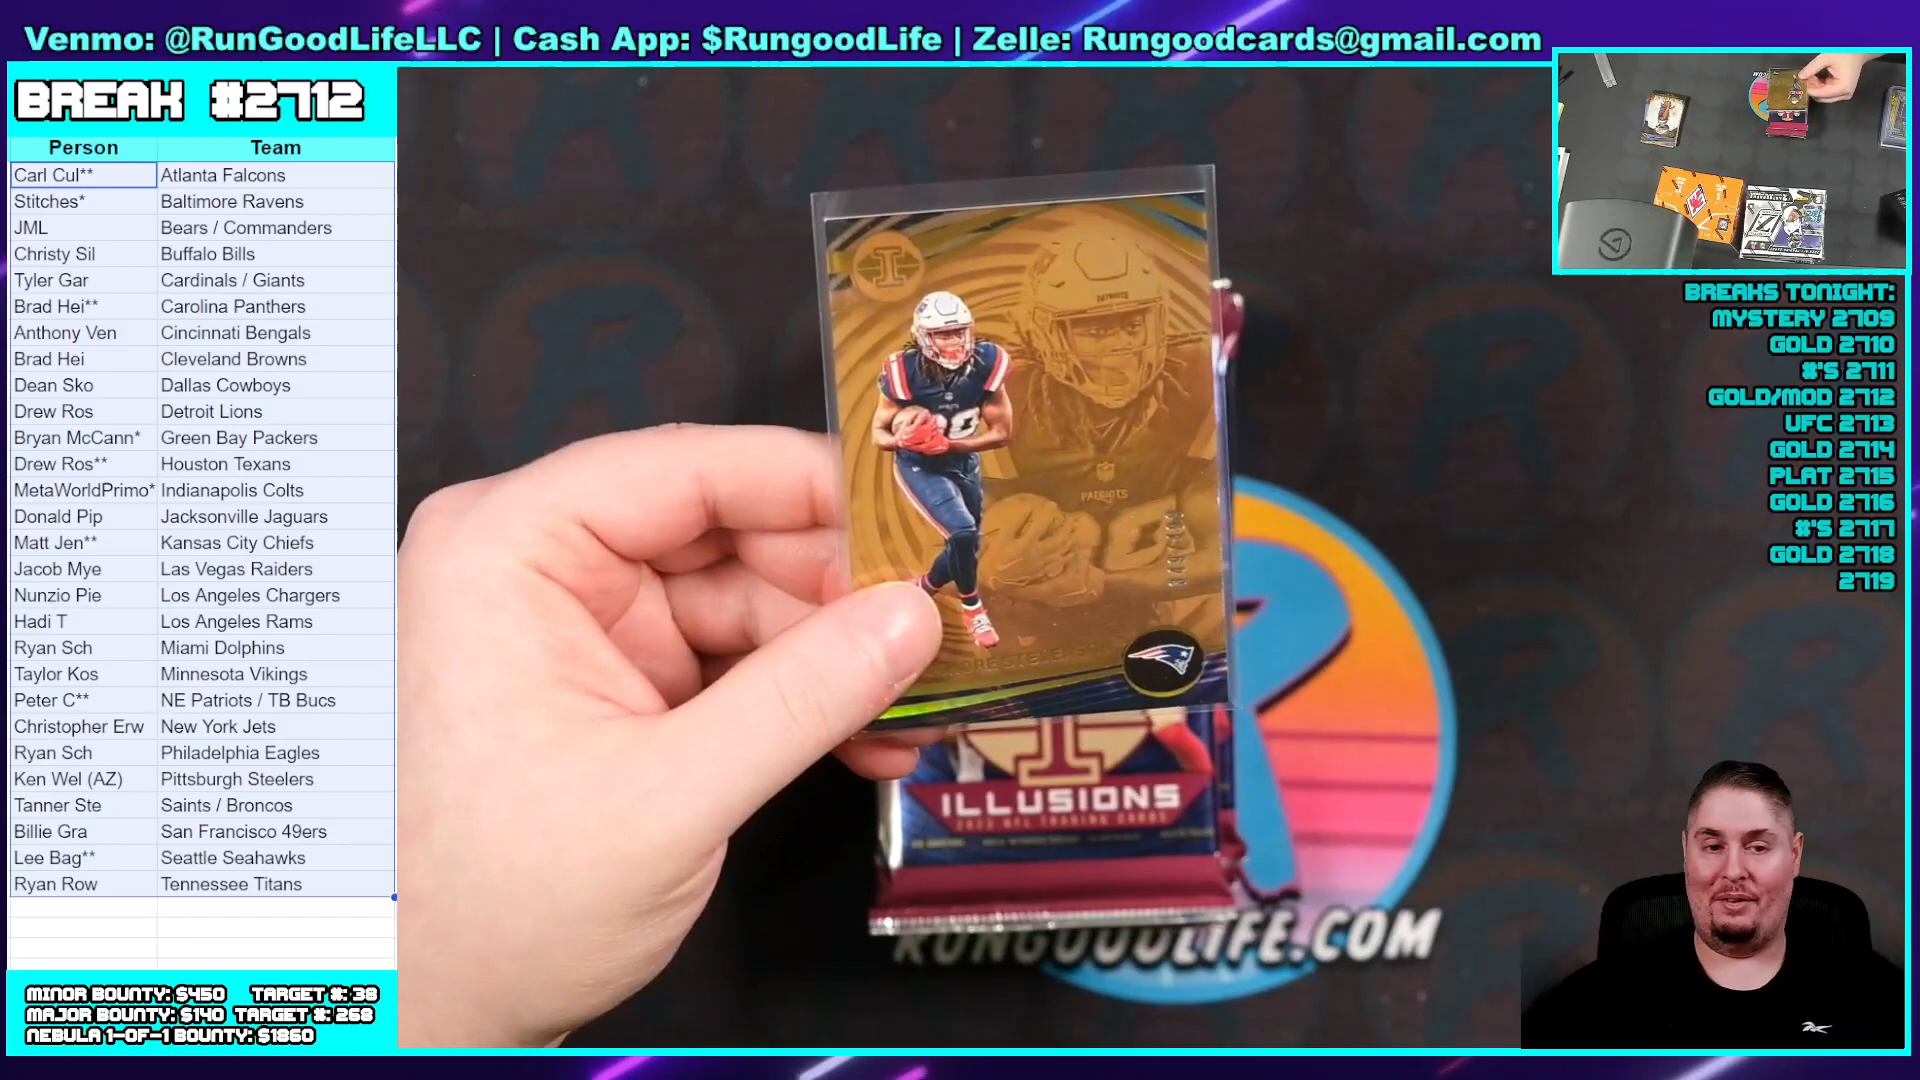 Venmo: @RunGoodLifeLLC | Cash App: $RungoodLife | Zelle: Rungoodcards@gmail.com
BREAK #2712
Person Team
Carl Cul** Atlanta Falcons
Stitches* Baltimore Ravens
JML Bears / Commanders
Christy Sil Buffalo Bills
Tyler Gar Cardinals / Giants
Brad Hei** Carolina Panthers
Anthony Ven Cincinnati Bengals
Brad Hei Cleveland Browns
Dean Sko Dallas Cowboys
Drew Ros Detroit Lions
Bryan McCann* Green Bay Packers
Drew Ros** Houston Texans
MetaWorldPrimo* Indianapolis Colts
Donald Pip Jacksonville Jaguars
Matt Jen** Kansas City Chiefs
Jacob Mye Las Vegas Raiders
Nunzio Pie Los Angeles Chargers
Hadi T Los Angeles Rams
Ryan Sch Miami Dolphins
Taylor Kos Minnesota Vikings
Peter C** NE Patriots / TB Bucs
Christopher Erw New York Jets
Ryan Sch Philadelphia Eagles
Ken Wel (AZ) Pittsburgh Steelers
Tanner Ste Saints / Broncos
Billie Gra San Francisco 49ers
Lee Bag** Seattle Seahawks
Ryan Row Tennessee Titans
MINOR BOUNTY: $450 TARGET #: 38
MAJOR BOUNTY: $140 TARGET #: 268
NEBULA 1-OF-1 BOUNTY: $1860
I
PATRIOTS
PATRIOTS
I
ILLUSIONS
2023 NFL TRADING CARDS
RUNGOODLIFE.COM
BREAKS TONIGHT:
MYSTERY 2709
GOLD 2710
#'S 2711
GOLD/MOD 2712
UFC 2713
GOLD 2714
PLAT 2715
GOLD 2716
#'S 2717
GOLD 2718
2719